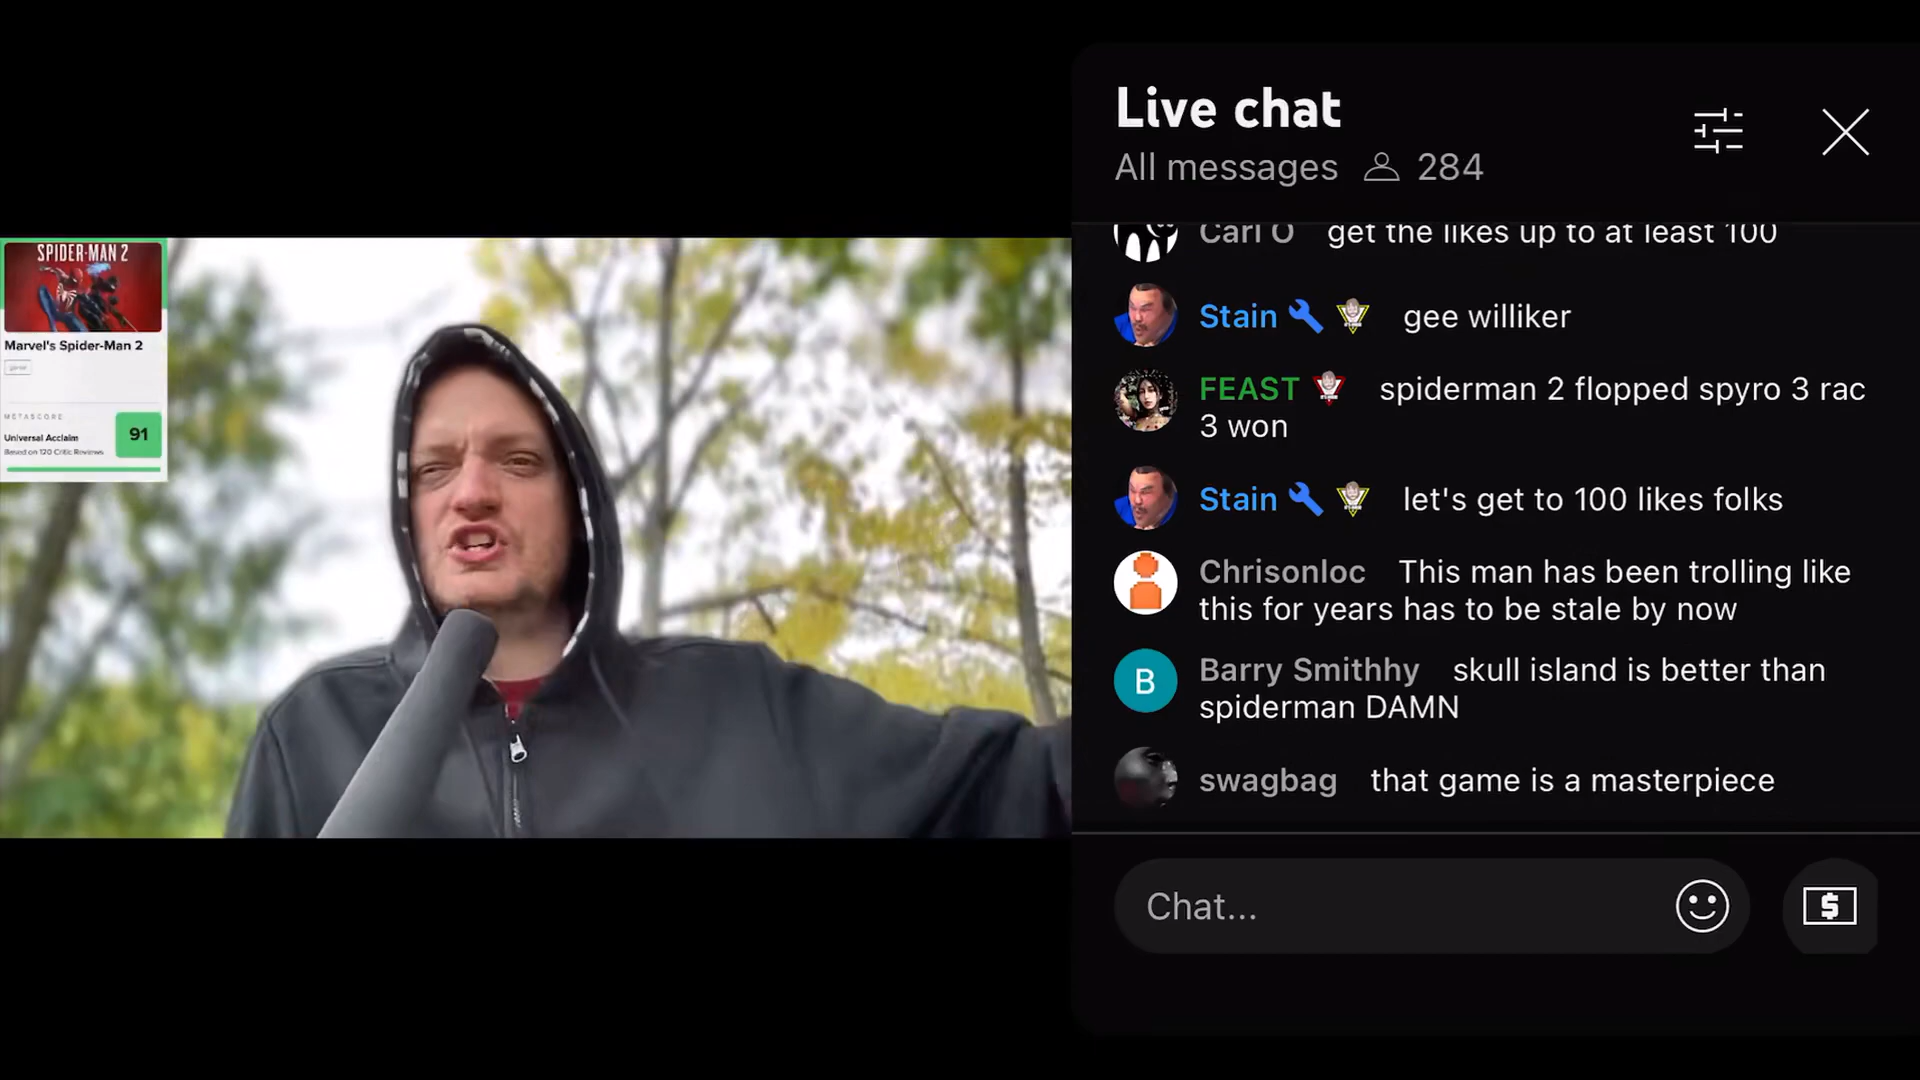 SPIDER-MAN 2
Marvel's Spider-Man 2
METASCORE
Universal Acclaim
Based on 120 Critic Reviews
91
Live chat
All messages 284
Carl O get the likes up to at least 100
Stain gee williker
FEAST spiderman 2 flopped spyro 3 rac
3 won
Stain let's get to 100 likes folks
Chrisonloc This man has been trolling like
this for years has to be stale by now
B
Barry Smithhy skull island is better than
spiderman DAMN
swagbag that game is a masterpiece
Chat...
$